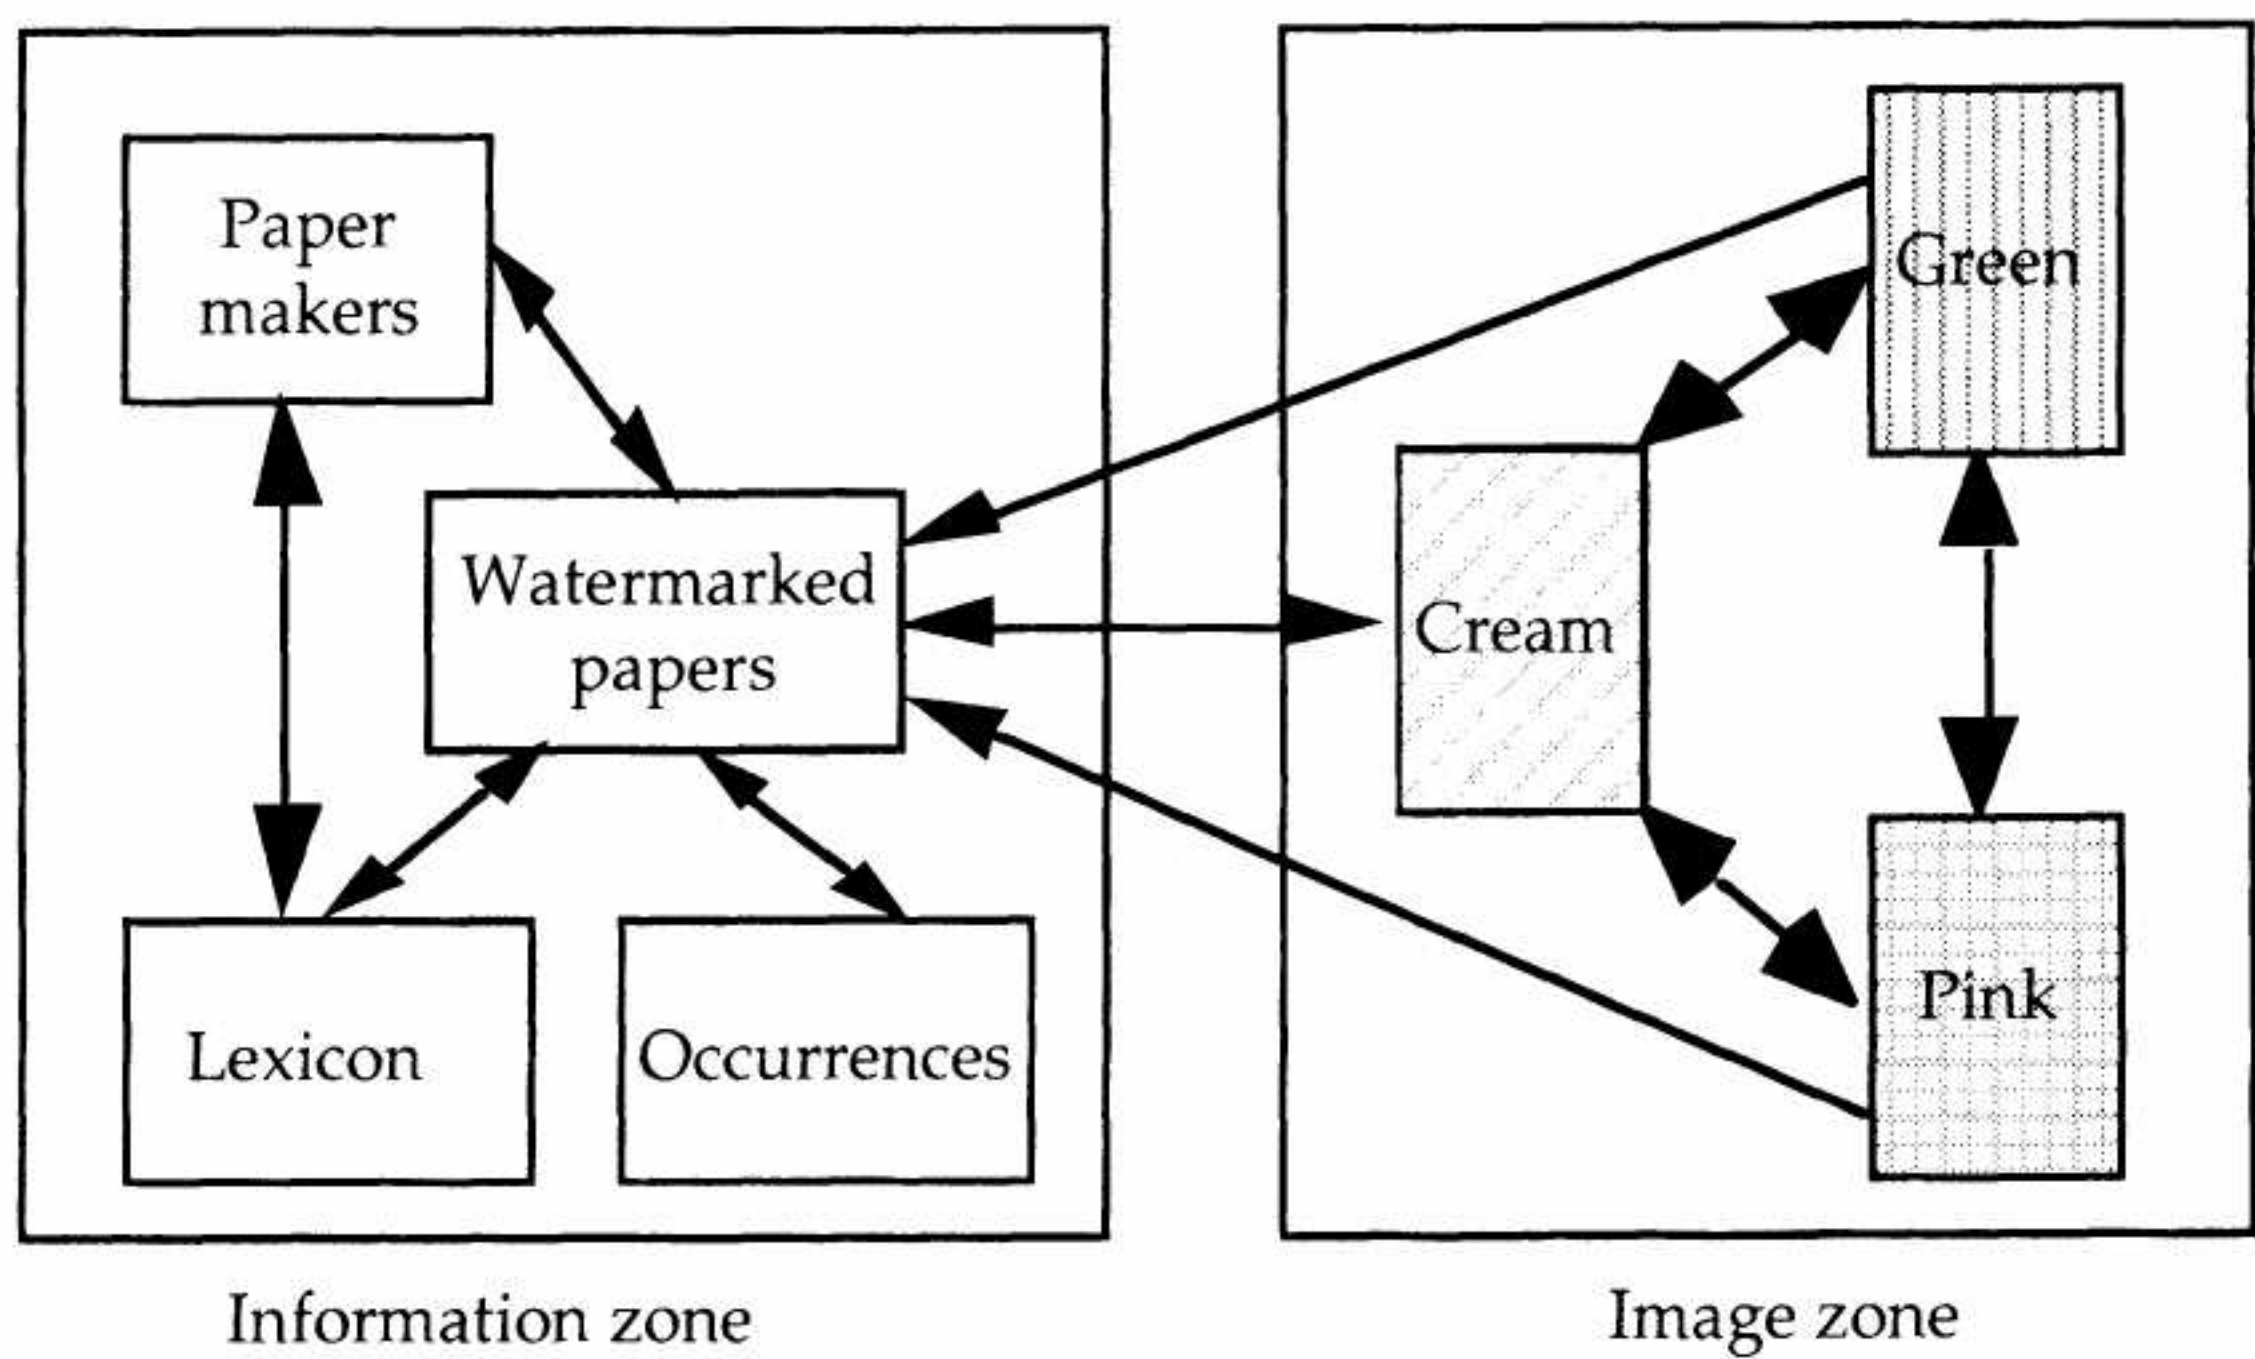 Paper
makers
Watermarked
papers
Lexicon
Occurrences
Green
Cream
Pink
Information zone
Image zone